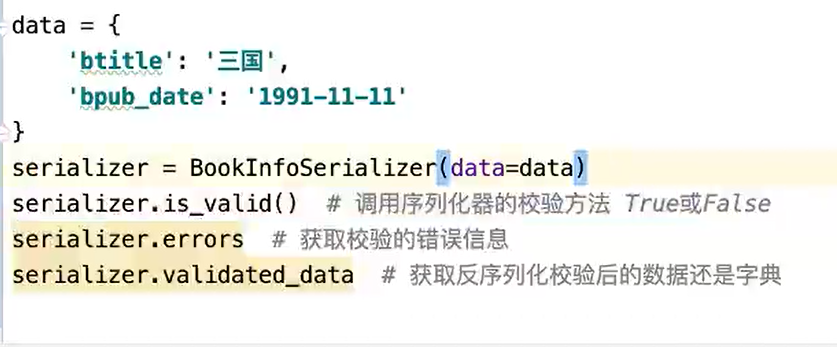 data = {
    'btitle': '三国',
    'bpub_date': '1991-11-11'
}
serializer = BookInfoSerializer(data=data)
serializer.is_valid()  # 调用序列化器的校验方法 True或False
serializer.errors  # 获取校验的错误信息
serializer.validated_data  # 获取反序列化校验后的数据还是字典